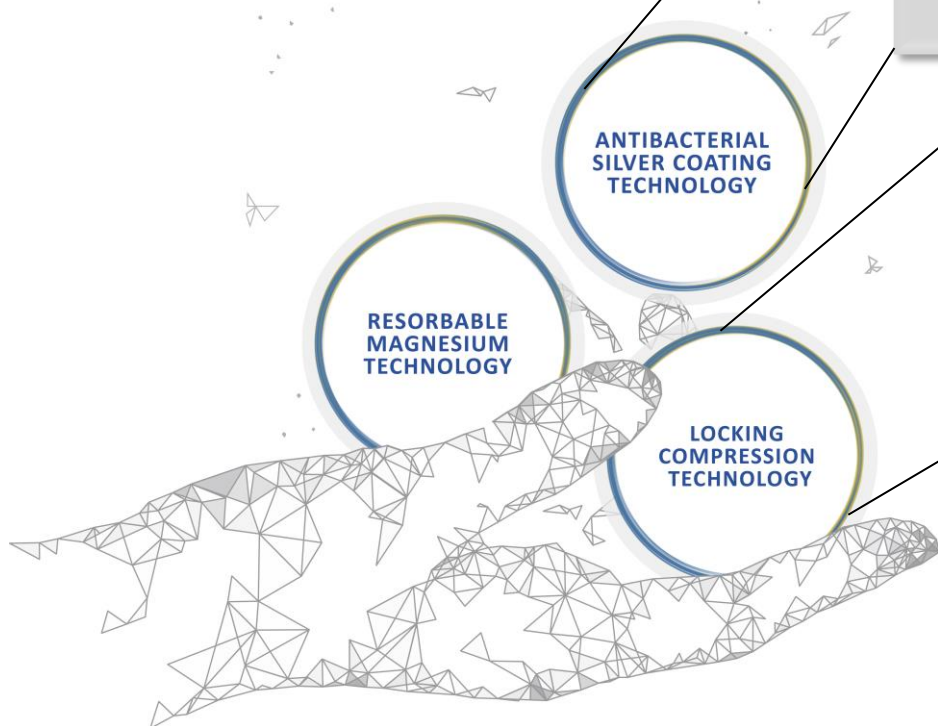 ANTIBACTERIAL
SILVER COATING
TECHNOLOGY
RESORBABLE
MAGNESIUM
TECHNOLOGY
LOCKING
COMPRESSION
TECHNOLOGY